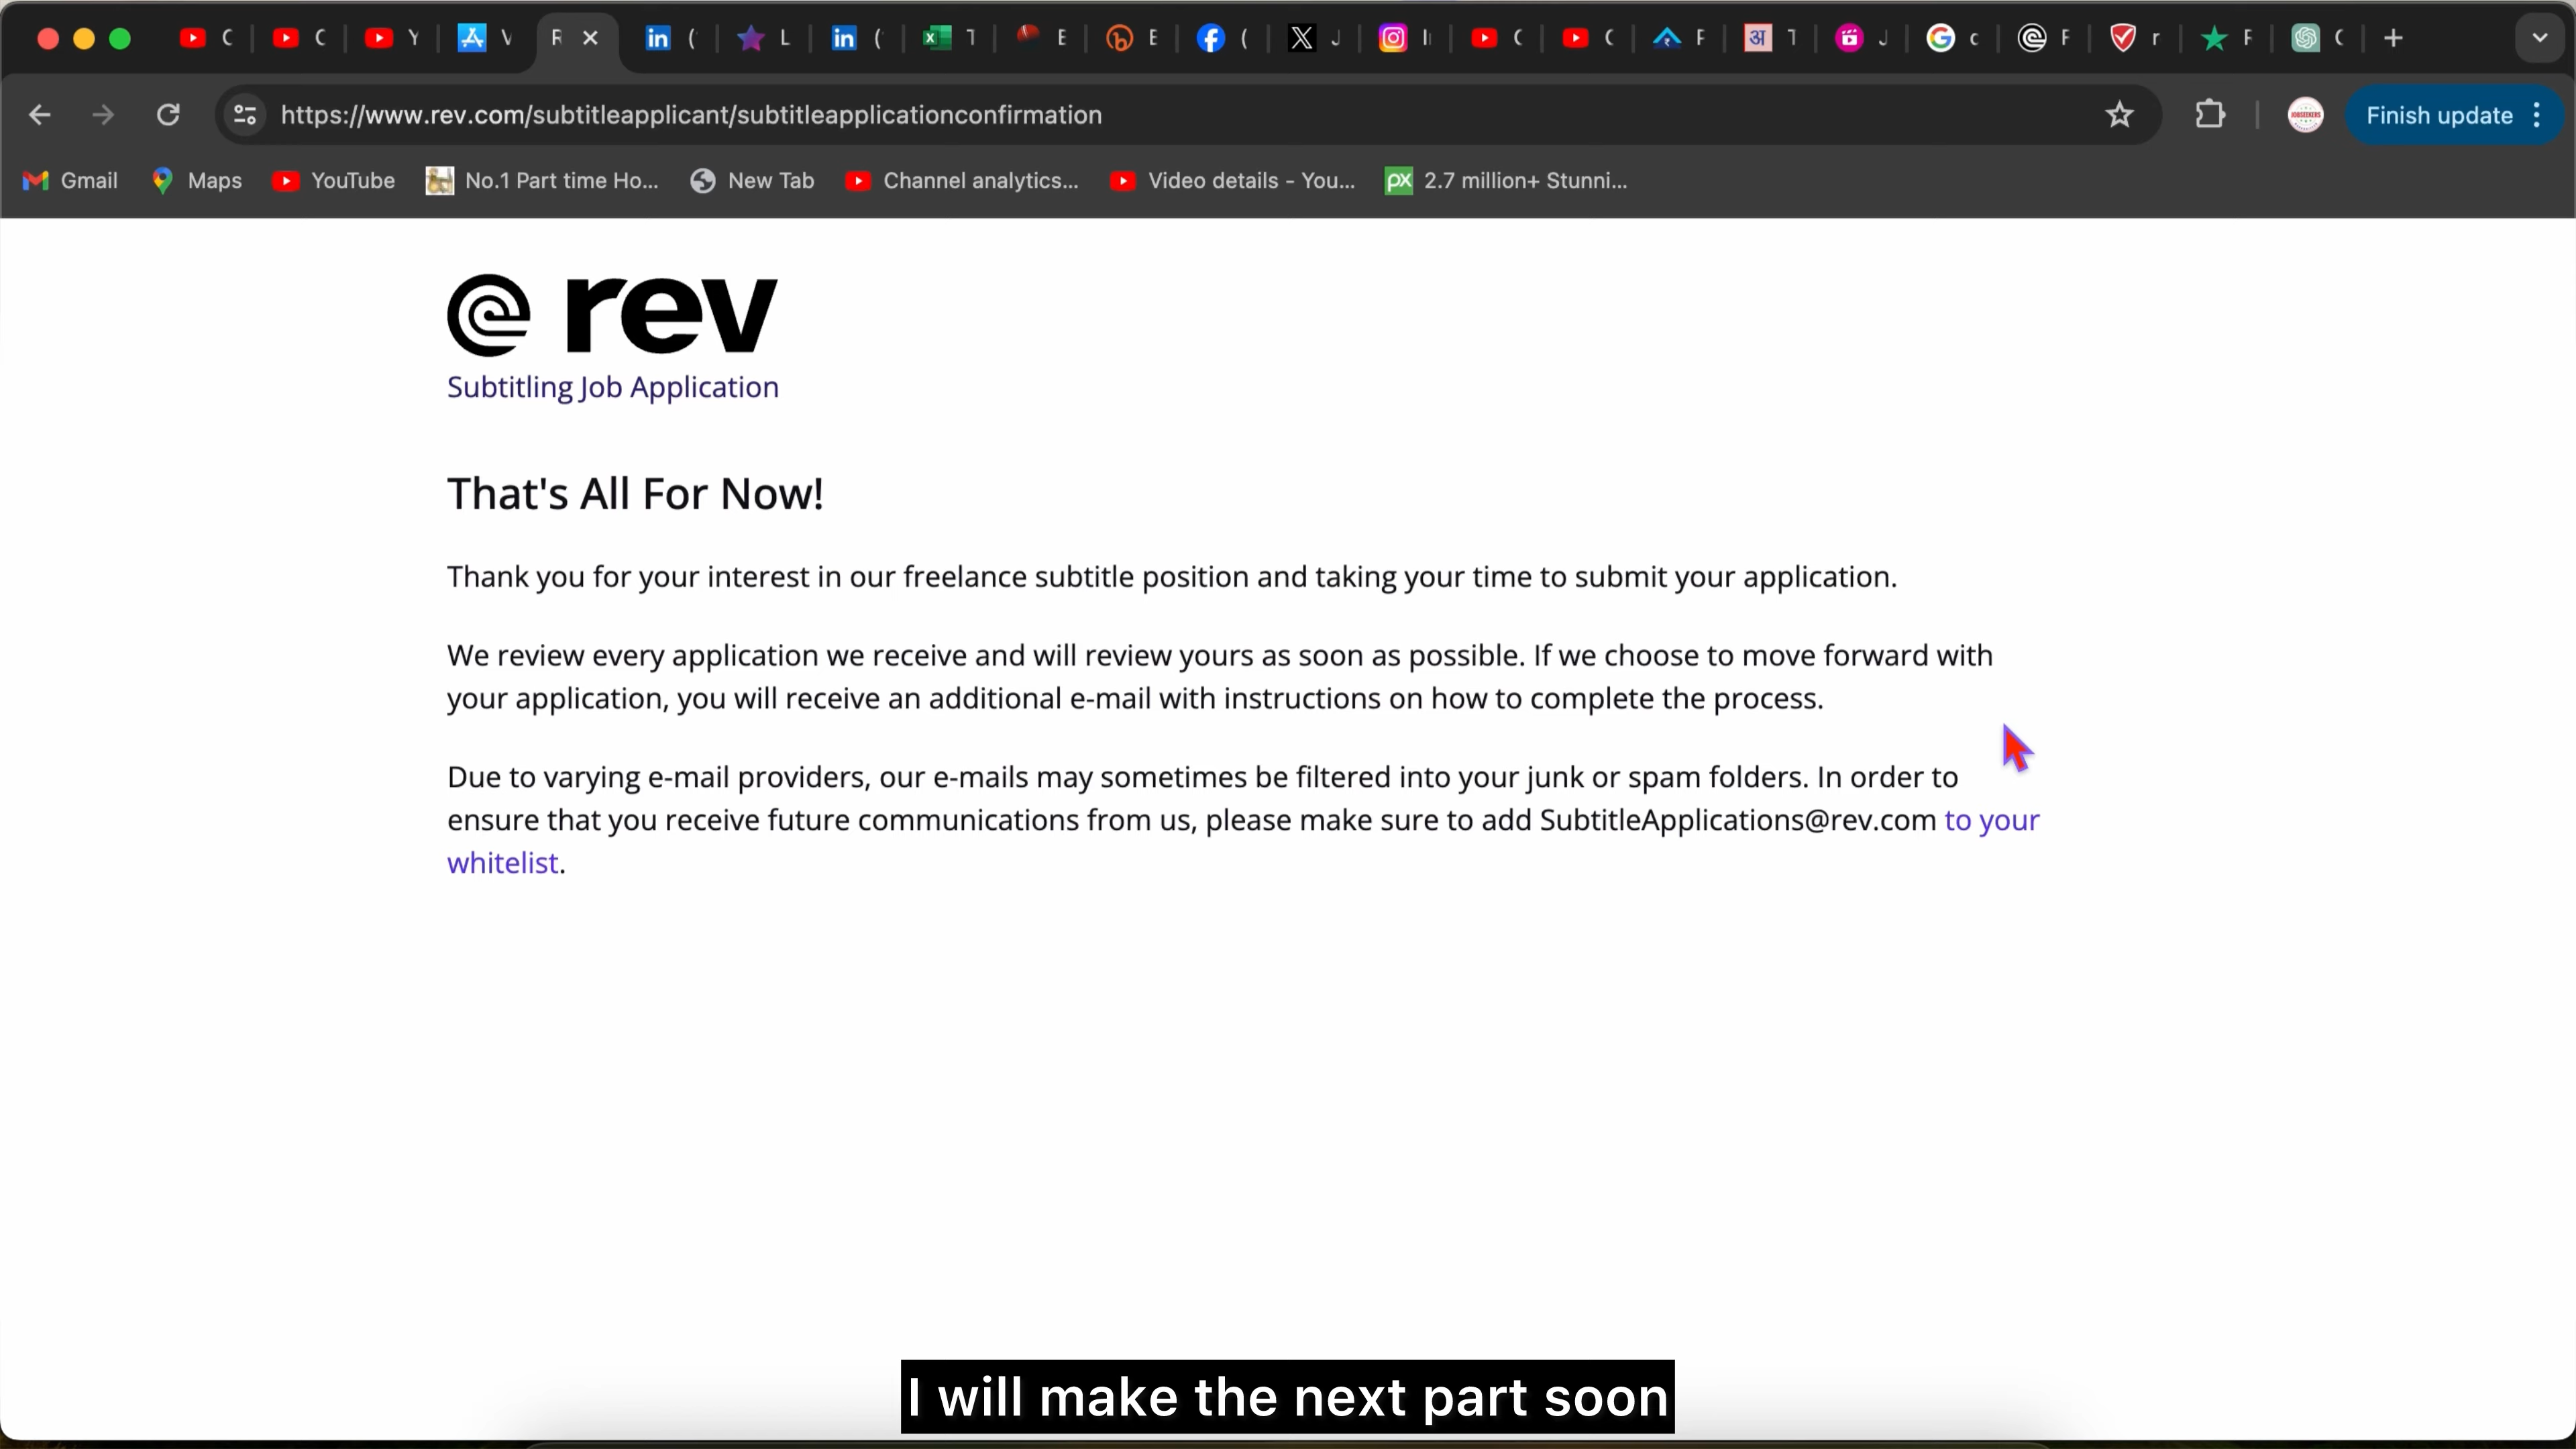 C
C
Y
V
R
(
L
(
T
E
E
(
J
C
C
F
T
J
c
F
r
F
C
https://www.rev.com/subtitleapplicant/subtitleapplicationconfirmation
Finish update
Gmail
Maps
YouTube
No.1 Part time Ho...
New Tab
Channel analytics...
Video details - You...
px 2.7 million+ Stunni...
rev
Subtitling Job Application
That's All For Now!
Thank you for your interest in our freelance subtitle position and taking your time to submit your application.
We review every application we receive and will review yours as soon as possible. If we choose to move forward with
your application, you will receive an additional e-mail with instructions on how to complete the process.
Due to varying e-mail providers, our e-mails may sometimes be filtered into your junk or spam folders. In order to
ensure that you receive future communications from us, please make sure to add SubtitleApplications@rev.com to your
whitelist.
I will make the next part soon